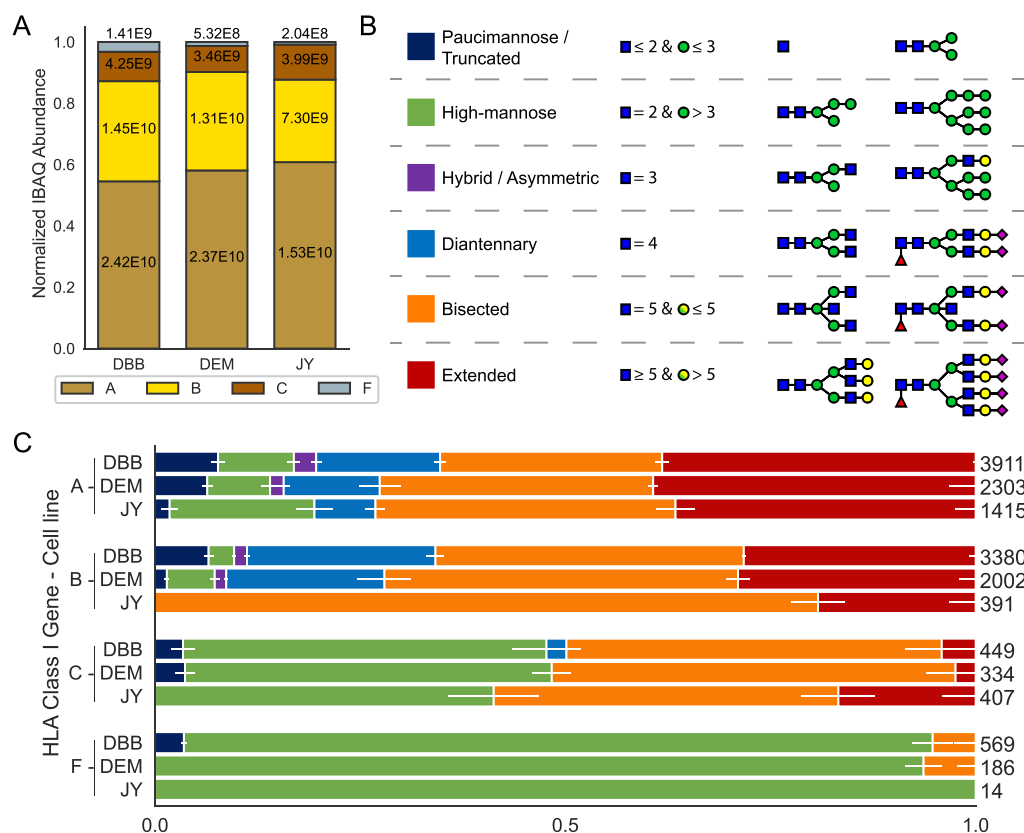 A
Normalized IBAQ Abundance
1.0
0.8
0.6
0.4
0.2
0.0
1.41E9
5.32E8
2.04E8
4.25E9
3.46E9
3.99E9
1.45E10
1.31E10
7.30E9
2.42E10
2.37E10
1.53E10
DBB
DEM
JY
A
B
C
F
B
Paucimannose /
Truncated
≤ 2 & ≤ 3
High-mannose
= 2 & > 3
Hybrid / Asymmetric
= 3
Diantennary
= 4
Bisected
= 5 & ≤ 5
Extended
≥ 5 & > 5
C
HLA Class I Gene - Cell line
DBB
3911
A - DEM
2303
JY
1415
DBB
3380
B - DEM
2002
JY
391
DBB
449
C - DEM
334
JY
407
DBB
569
F - DEM
186
JY
14
0.0
0.5
1.0